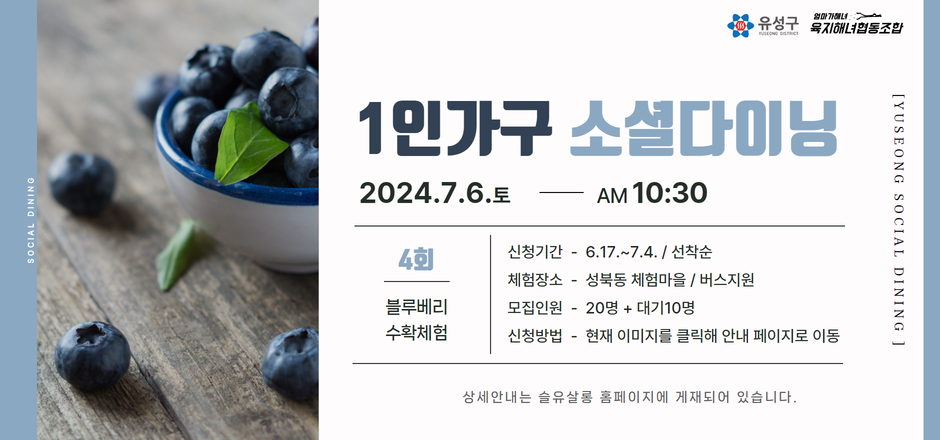 SOCIAL DINING
유성구
YUSEONG DISTRICT
엄마가해녀
육지해녀협동조합
1인가구 소셜다이닝
2024.7.6.토 — AM 10:30
4회
블루베리
수확체험
신청기간 - 6.17.~7.4. / 선착순
체험장소 - 성북동 체험마을 / 버스지원
모집인원 - 20명 + 대기10명
신청방법 - 현재 이미지를 클릭해 안내 페이지로 이동
상세안내는 슬유살롱 홈페이지에 게재되어 있습니다.
[YUSEONG SOCIAL DINING ]